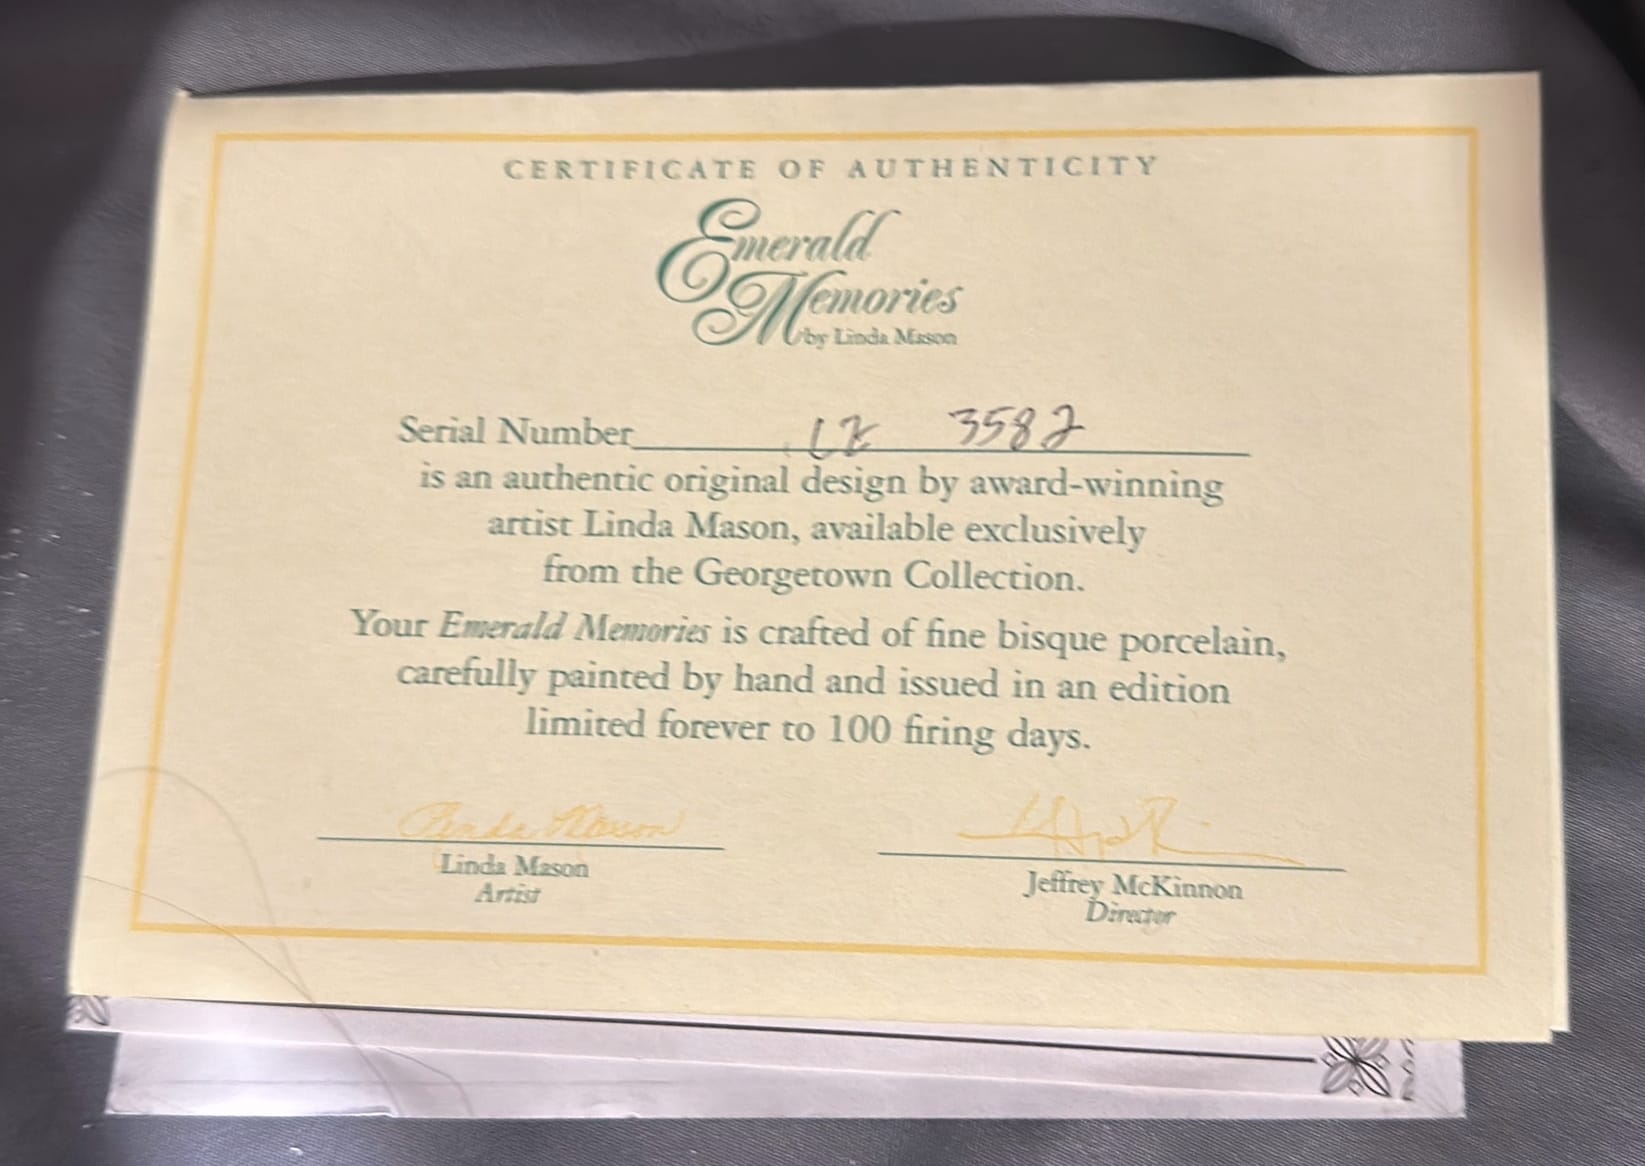 CERTIFICATE OF AUTHENTICITY
Emerald
Memories
by Linda Mason
Serial Number 3582
is an authentic original design by award-winning
artist Linda Mason, available exclusively
from the Georgetown Collection.
Your Emerald Memories is crafted of fine bisque porcelain,
carefully painted by hand and issued in an edition
limited forever to 100 firing days.
Linda Mason
Linda Mason
Artist
Jeffrey McKinnon
Director